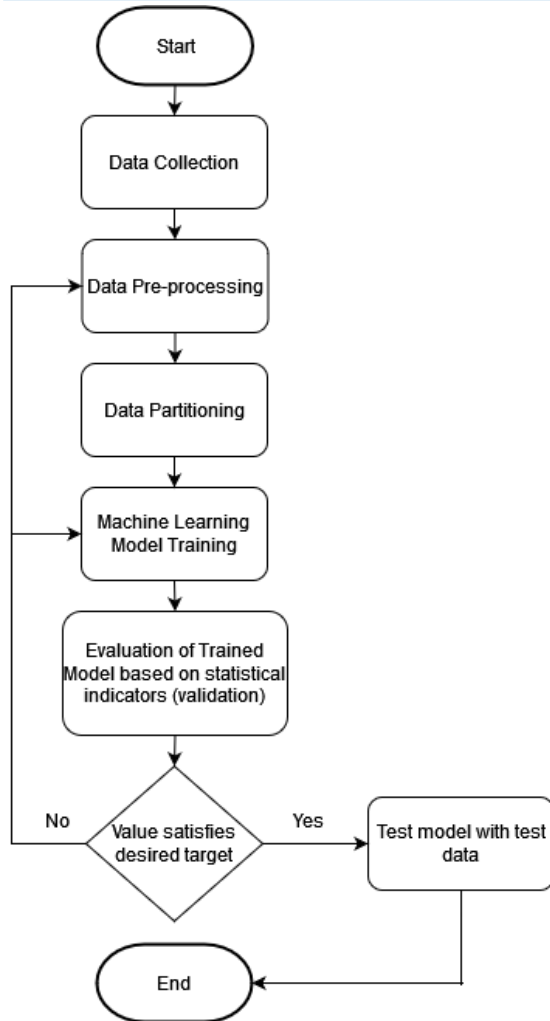 Start
Data Collection
Data Pre-processing
Data Partitioning
Machine Learning
Model Training
Evaluation of Trained
Model based on statistical
indicators (validation)
No
Value satisfies
desired target
Yes
Test model with test
data
End